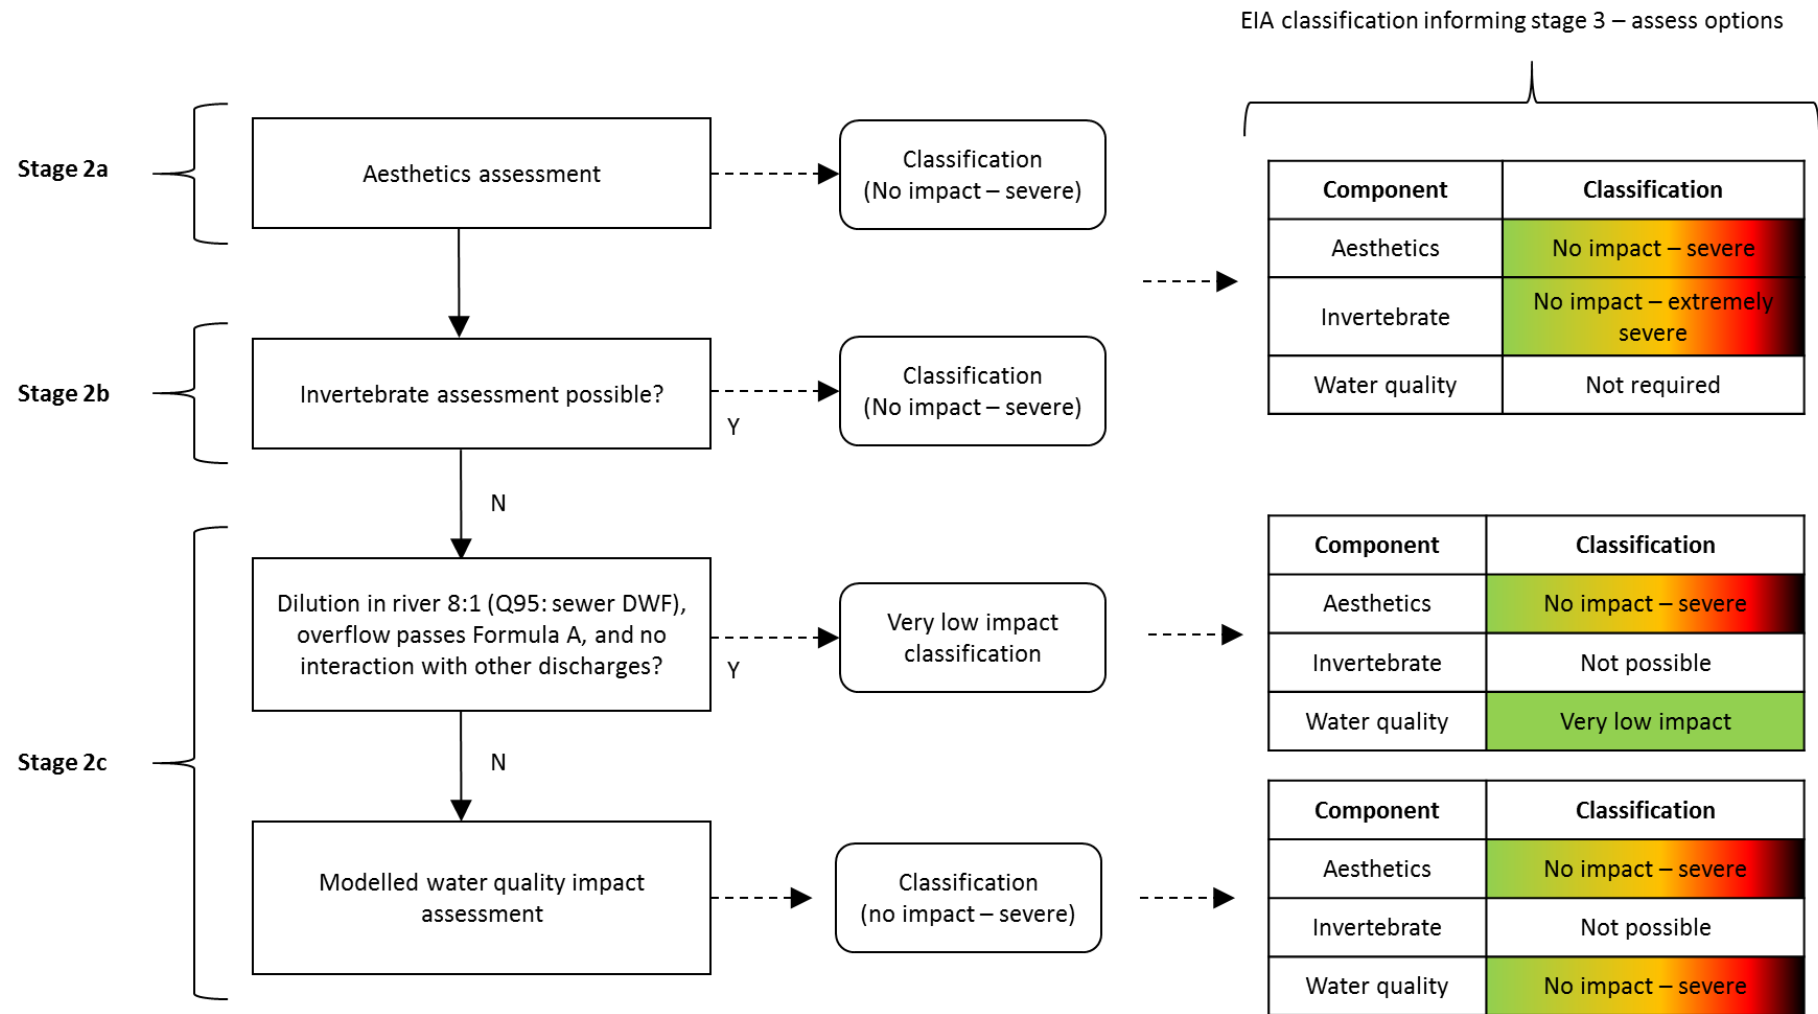 EIA classification informing stage 3 – assess options
Stage 2a
Aesthetics assessment
Classification
(No impact – severe)
Component Classification
Aesthetics No impact – severe
Invertebrate No impact – extremely
severe
Water quality Not required
Stage 2b
Invertebrate assessment possible?
Y
Classification
(No impact – severe)
N
Stage 2c
Dilution in river 8:1 (Q95: sewer DWF),
overflow passes Formula A, and no
interaction with other discharges?
Y
Very low impact
classification
Component Classification
Aesthetics No impact – severe
Invertebrate Not possible
Water quality Very low impact
N
Modelled water quality impact
assessment
Classification
(no impact – severe)
Component Classification
Aesthetics No impact – severe
Invertebrate Not possible
Water quality No impact – severe